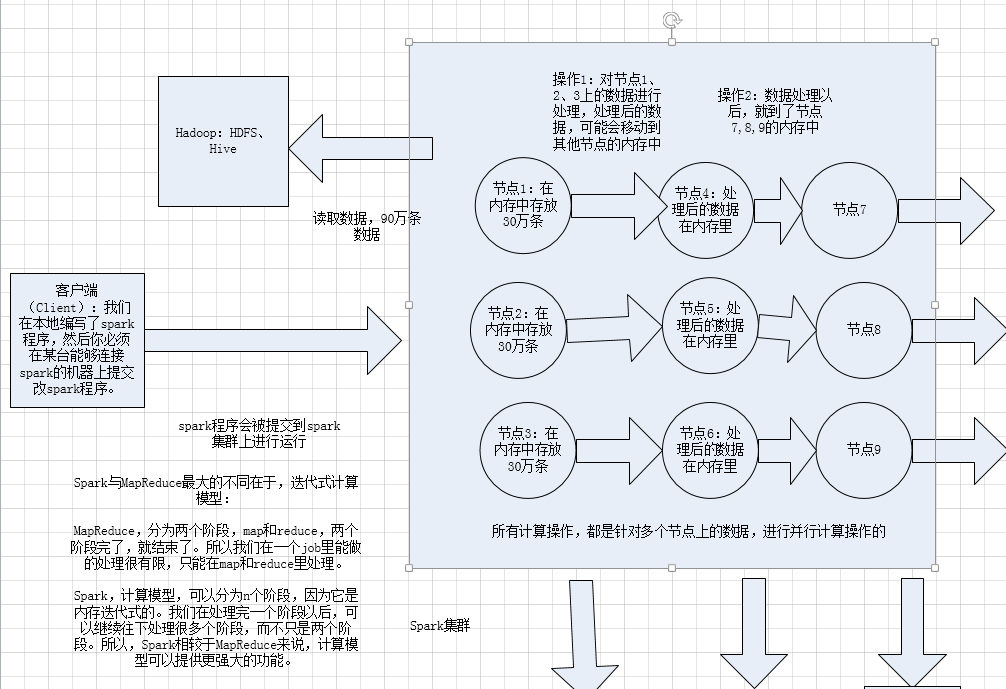 操作1：对节点1、
2、3上的数据进行
处理，处理后的数
据，可能会移动到
其他节点的内存中
操作2：数据处理以
后，就到了节点
7,8,9的内存中
Hadoop：HDFS、
Hive
读取数据，90万条
数据
节点1：在
内存中存放
30万条
节点4：处
理后的数据
在内存里
节点7
客户端
（Client）：我们
在本地编写了spark
程序，然后你必须
在某台能够连接
spark的机器上提交
改spark程序。
节点2：在
内存中存放
30万条
节点5：处
理后的数据
在内存里
节点8
spark程序会被提交到spark
集群上进行运行
节点3：在
内存中存放
30万条
节点6：处
理后的数据
在内存里
节点9
Spark与MapReduce最大的不同在于，迭代式计算
模型：
MapReduce，分为两个阶段，map和reduce，两个
阶段完了，就结束了。所以我们在一个job里能做
的处理很有限，只能在map和reduce里处理。
Spark，计算模型，可以分为n个阶段，因为它是
内存迭代式的。我们在处理完一个阶段以后，可
以继续往下处理很多个阶段，而不只是两个阶
段。所以，Spark相较于MapReduce来说，计算模
型可以提供更强大的功能。
所有计算操作，都是针对多个节点上的数据，进行并行计算操作的
Spark集群